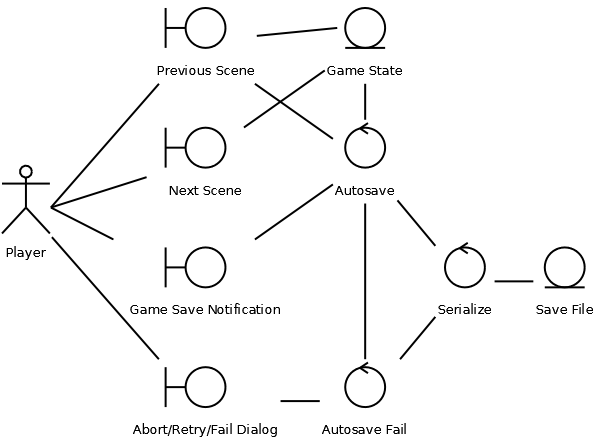 Previous Scene
Game State
Next Scene
Autosave
Player
Game Save Notification
Serialize
Save File
Abort/Retry/Fail Dialog
Autosave Fail